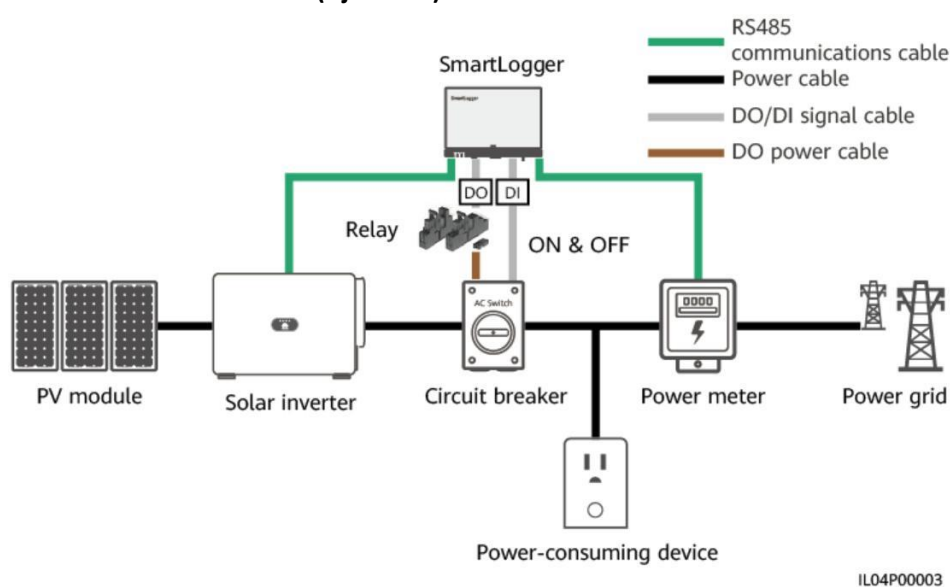 RS485
communications cable
SmartLogger
Power cable
SmartLogger
DO/DI signal cable
DO power cable
DO
DI
Relay
ON & OFF
AC Switch
0000
PV module
Solar inverter
Circuit breaker
Power meter
Power grid
Power-consuming device
IL04P00003